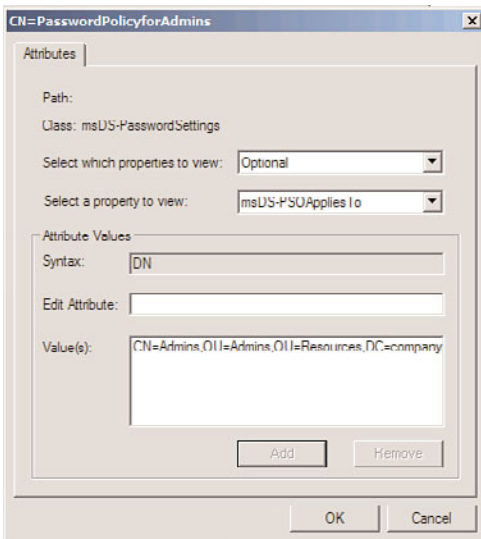 CN=PasswordPolicyforAdmins
Attributes
Path:
Class: msDS-PasswordSettings
Select which properties to view: Optional
Select a property to view: msDS-PSOAppliesTo
Attribute Values
Syntax: DN
Edit Attribute:
Value(s): CN=Admins,OU=Admins,OU=Resources,DC=company
Add Remove
OK Cancel